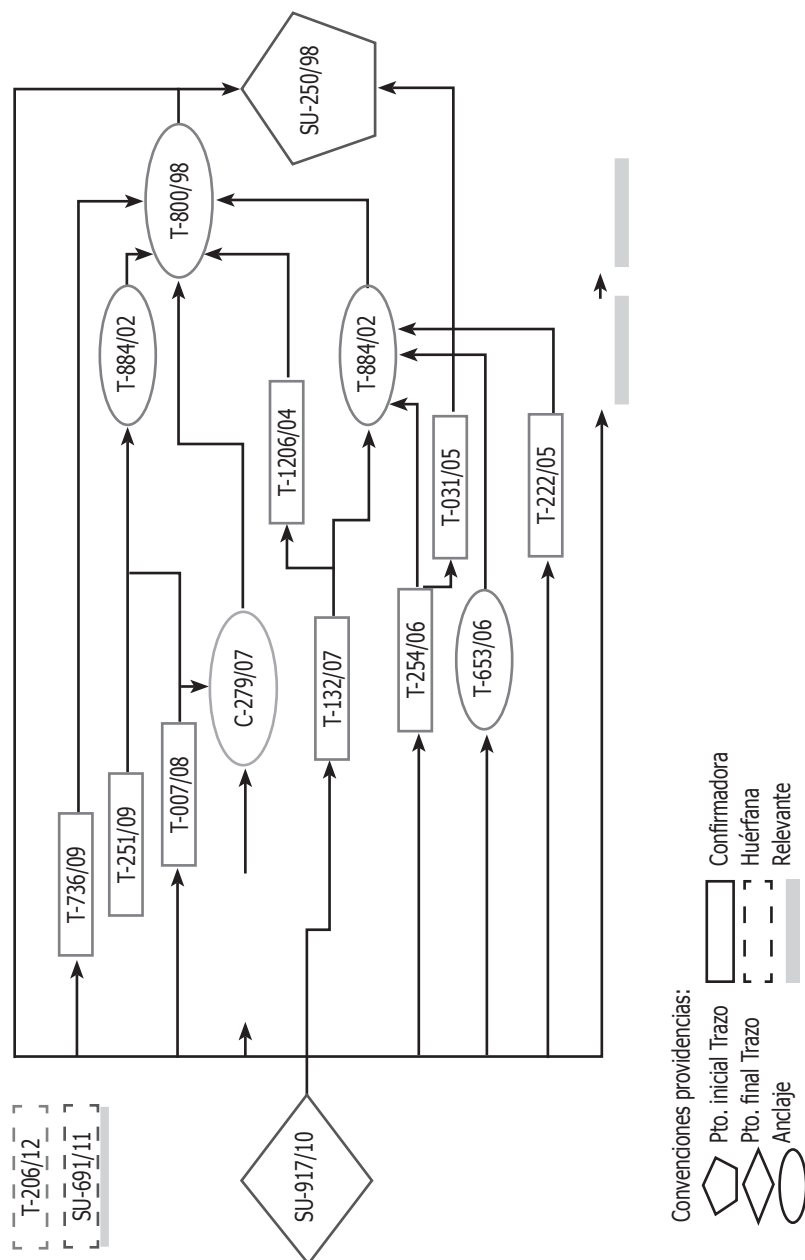 T-206/12
SU-691/11
SU-917/10
T-736/09
T-251/09
T-007/08
C-279/07
T-132/07
T-254/06
T-653/06
T-884/02
T-1206/04
T-884/02
T-031/05
T-222/05
T-800/98
SU-250/98
Convenciones providencias:
Pto. inicial Trazo
Pto. final Trazo
Anclaje
Confirmadora
Huérfana
Relevante